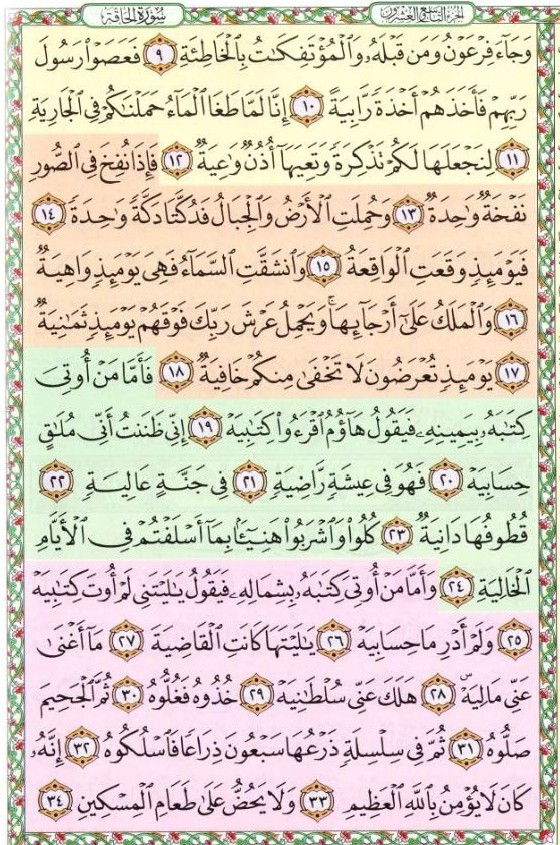 الجزء التاسع والعشرون سورة الحاقة
وَجَآءَ فِرۡعَوۡنُ وَمَن قَبۡلَهُۥ وَٱلۡمُؤۡتَفِكَٰتُ بِٱلۡخَاطِئَةِ ٩ فَعَصَوۡاْ رَسُولَ
رَبِّهِمۡ فَأَخَذَهُمۡ أَخۡذَةٗ رَّابِيَةً ١٠ إِنَّا لَمَّا طَغَا ٱلۡمَآءُ حَمَلۡنَٰكُمۡ فِي ٱلۡجَارِيَةِ
١١ لِنَجۡعَلَهَا لَكُمۡ تَذۡكِرَةٗ وَتَعِيَهَآ أُذُنٞ وَٰعِيَةٞ ١٢ فَإِذَا نُفِخَ فِي ٱلصُّورِ
نَفۡخَةٞ وَٰحِدَةٞ ١٣ وَحُمِلَتِ ٱلۡأَرۡضُ وَٱلۡجِبَالُ فَدُكَّتَا دَكَّةٗ وَٰحِدَةٗ ١٤
فَيَوۡمَئِذٖ وَقَعَتِ ٱلۡوَاقِعَةُ ١٥ وَٱنشَقَّتِ ٱلسَّمَآءُ فَهِيَ يَوۡمَئِذٖ وَاهِيَةٞ
١٦ وَٱلۡمَلَكُ عَلَىٰٓ أَرۡجَآئِهَاۚ وَيَحۡمِلُ عَرۡشَ رَبِّكَ فَوۡقَهُمۡ يَوۡمَئِذٖ ثَمَٰنِيَةٞ
١٧ يَوۡمَئِذٖ تُعۡرَضُونَ لَا تَخۡفَىٰ مِنكُمۡ خَافِيَةٞ ١٨ فَأَمَّا مَنۡ أُوتِيَ
كِتَٰبَهُۥ بِيَمِينِهِۦ فَيَقُولُ هَآؤُمُ ٱقۡرَءُواْ كِتَٰبِيَهۡ ١٩ إِنِّي ظَنَنتُ أَنِّي مُلَٰقٍ
حِسَابِيَهۡ ٢٠ فَهُوَ فِي عِيشَةٖ رَّاضِيَةٖ ٢١ فِي جَنَّةٍ عَالِيَةٖ ٢٢
قُطُوفُهَا دَانِيَةٞ ٢٣ كُلُواْ وَٱشۡرَبُواْ هَنِيٓـَٔۢا بِمَآ أَسۡلَفۡتُمۡ فِي ٱلۡأَيَّامِ
ٱلۡخَالِيَةِ ٢٤ وَأَمَّا مَنۡ أُوتِيَ كِتَٰبَهُۥ بِشِمَالِهِۦ فَيَقُولُ يَٰلَيۡتَنِي لَمۡ أُوتَ كِتَٰبِيَهۡ
٢٥ وَلَمۡ أَدۡرِ مَا حِسَابِيَهۡ ٢٦ يَٰلَيۡتَهَا كَانَتِ ٱلۡقَاضِيَةَ ٢٧ مَآ أَغۡنَىٰ
عَنِّي مَالِيَهۡۜ ٢٨ هَلَكَ عَنِّي سُلۡطَٰنِيَهۡ ٢٩ خُذُوهُ فَغُلُّوهُ ٣٠ ثُمَّ ٱلۡجَحِيمَ
صَلُّوهُ ٣١ ثُمَّ فِي سِلۡسِلَةٖ ذَرۡعُهَا سَبۡعُونَ ذِرَاعٗا فَٱسۡلُكُوهُ ٣٢ إِنَّهُۥ
كَانَ لَا يُؤۡمِنُ بِٱللَّهِ ٱلۡعَظِيمِ ٣٣ وَلَا يَحُضُّ عَلَىٰ طَعَامِ ٱلۡمِسۡكِينِ ٣٤